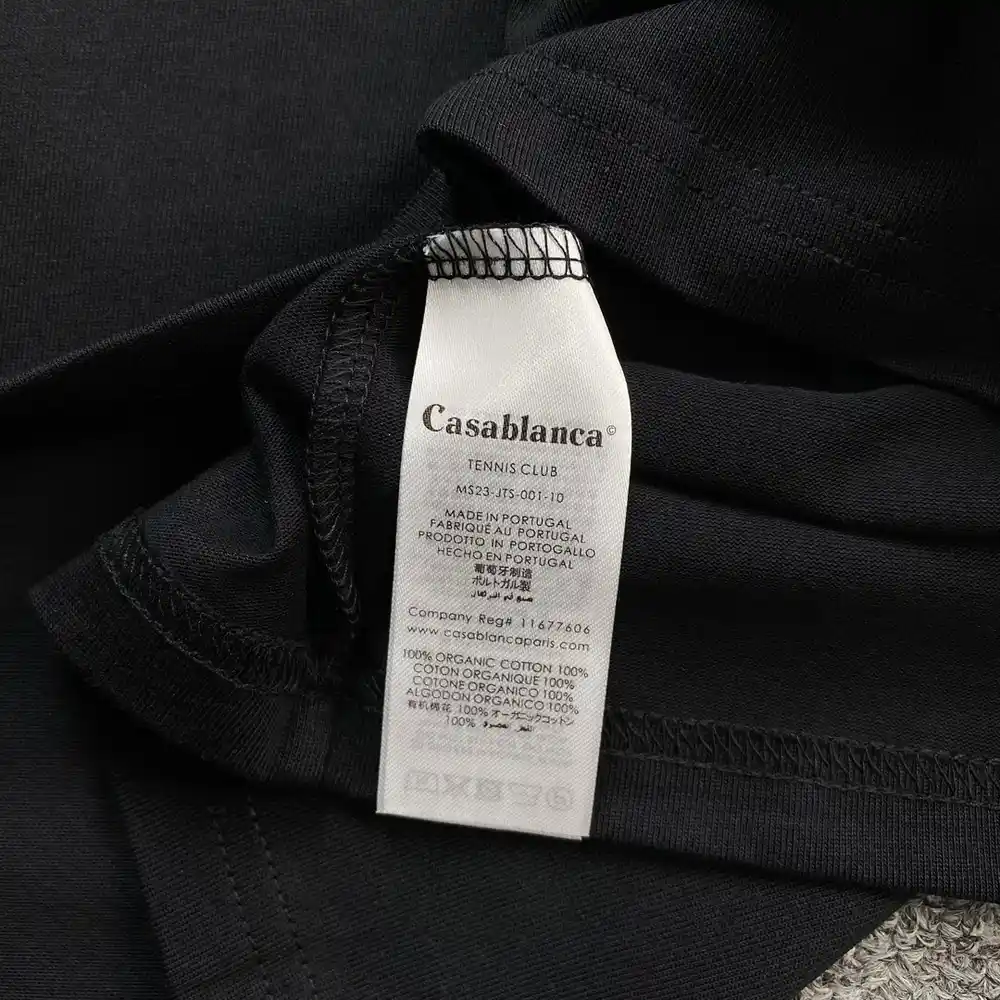 Casablanca©
TENNIS CLUB
MS23-JTS-001-10
MADE IN PORTUGAL
FABRIQUÉ AU PORTUGAL
PRODOTTO IN PORTOGALLO
HECHO EN PORTUGAL
葡萄牙制造
ポルトガル製
Company Reg# 11677606
www.casablancaparis.com
100% ORGANIC COTTON 100%
COTON ORGANIQUE 100%
COTONE ORGANICO 100%
ALGODON ORGANICO 100%
有机棉花 100% オーガニックコットン
100%